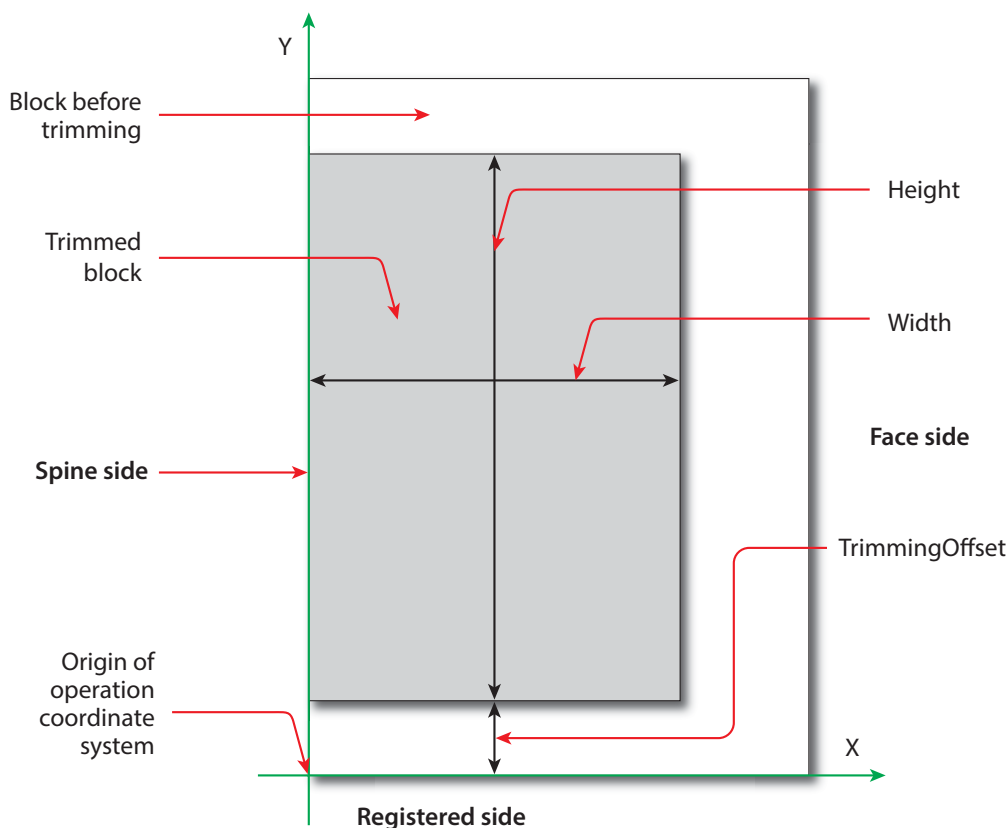 Y
Block before
trimming
Height
Trimmed
block
Width
Face side
Spine side
TrimmingOffset
Origin of
operation
coordinate
system
X
Registered side